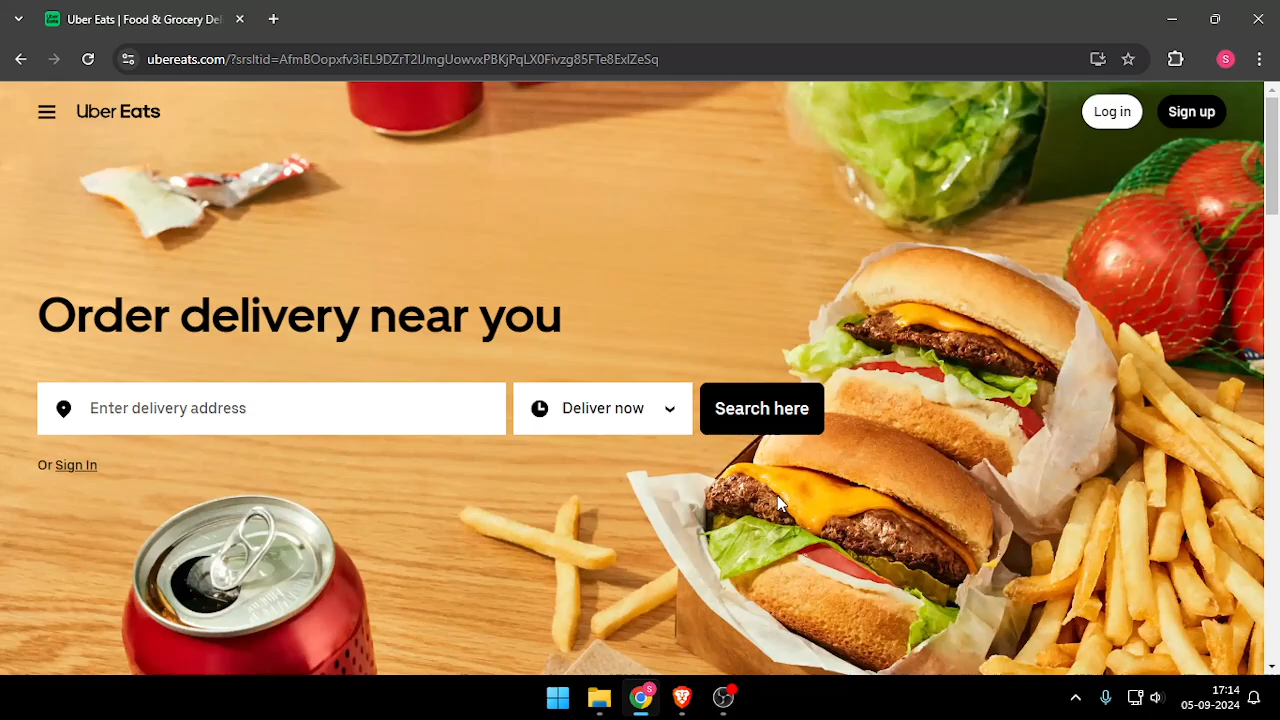 Uber Eats | Food & Grocery Del
ubereats.com/?srsltid=AfmBOopxfv3iEL9DZrT2IJmgUowvxPBKjPqLX0Fivzg85FTe8ExlZeSq
S
Uber Eats
Log in
Sign up
Order delivery near you
Enter delivery address
Deliver now
Search here
Or Sign In
17:14
05-09-2024